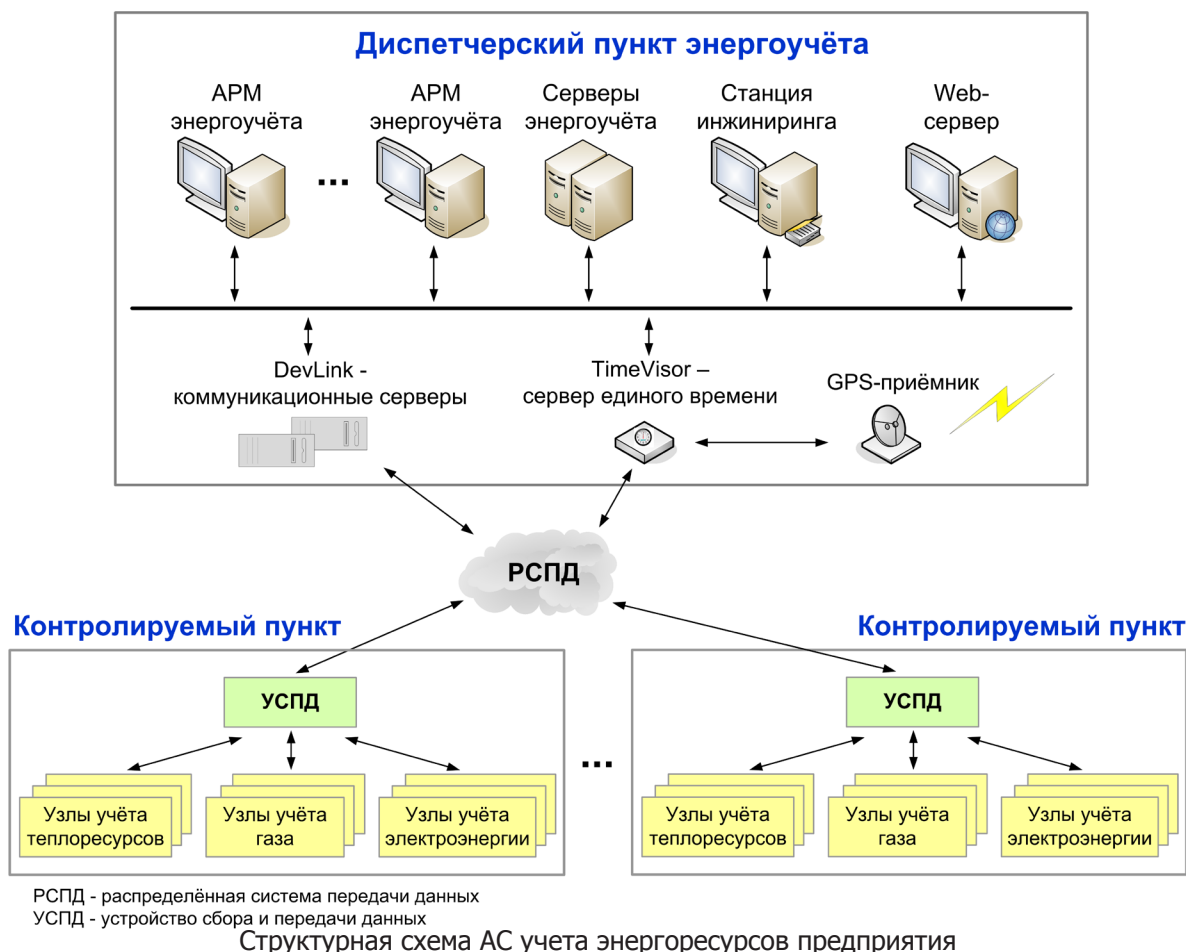 Диспетчерский пункт энергоучёта
АРМ
энергоучёта
...
АРМ
энергоучёта
Серверы
энергоучёта
Станция
инжиниринга
Web-
сервер
DevLink -
коммуникационные серверы
TimeVisor –
сервер единого времени
GPS-приёмник
РСПД
Контролируемый пункт
УСПД
Узлы учёта
теплоресурсов
Узлы учёта
газа
Узлы учёта
электроэнергии
...
Контролируемый пункт
УСПД
Узлы учёта
теплоресурсов
Узлы учёта
газа
Узлы учёта
электроэнергии
РСПД - распределённая система передачи данных
УСПД - устройство сбора и передачи данных
Структурная схема АС учета энергоресурсов предприятия